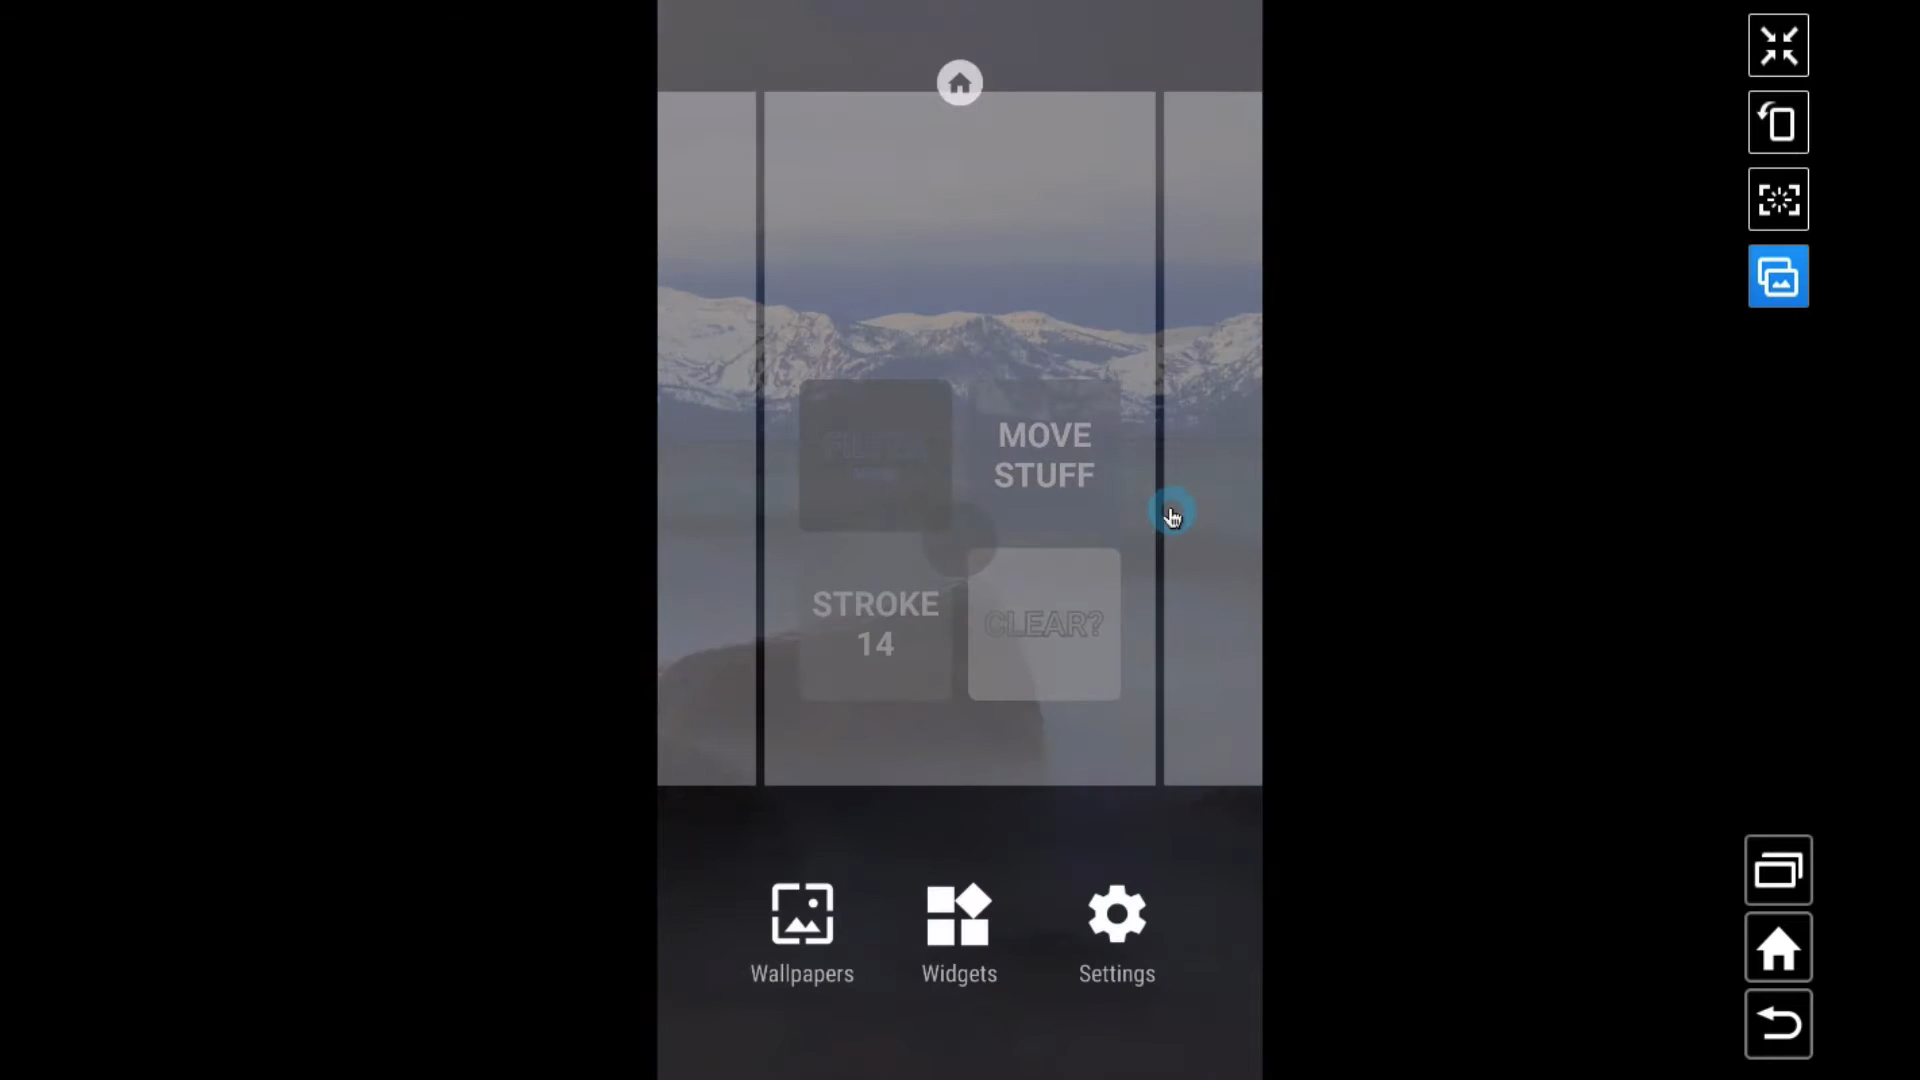 MOVE
STUFF
STROKE
14
CLEAR?
Wallpapers
Widgets
Settings